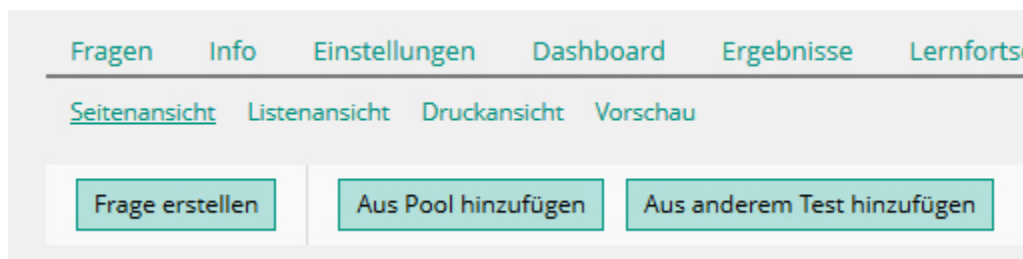 Fragen Info Einstellungen Dashboard Ergebnisse
Seitenansicht Listenansicht Druckansicht Vorschau
Frage erstellen Aus Pool hinzufügen Aus anderem Test hinzufügen